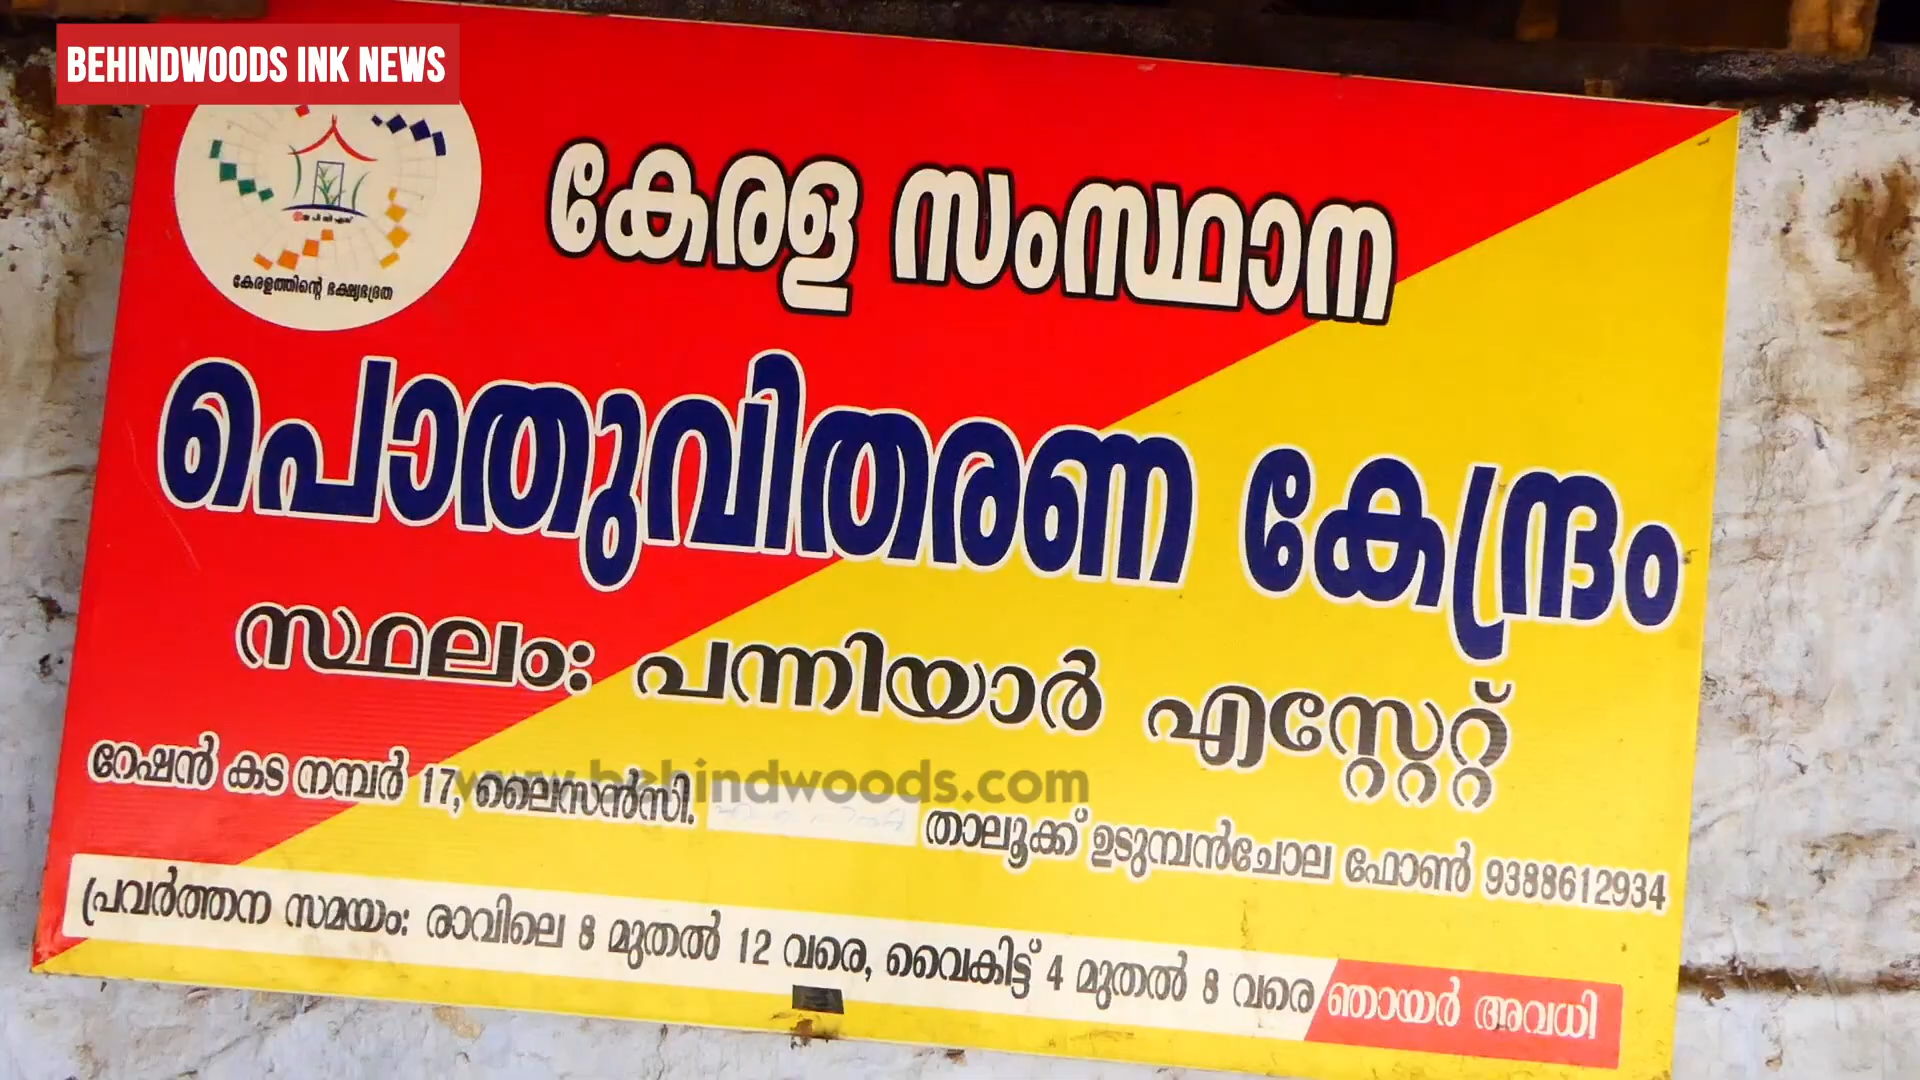 BEHINDWOODS INK NEWS
കേരളത്തിന്റെ ഭക്ഷ്യഭദ്രത
കേരള സംസ്ഥാന
പൊതുവിതരണ കേന്ദ്രം
സ്ഥലം: പന്നിയാർ എസ്റ്റേറ്റ്
റേഷൻ കട നമ്പർ 17, ലൈസൻസി. താലൂക്ക് ഉടുമ്പൻചോല ഫോൺ 9388612934
www.behindwoods.com
പ്രവർത്തന സമയം: രാവിലെ 8 മുതൽ 12 വരെ, വൈകിട്ട് 4 മുതൽ 8 വരെ ഞായർ അവധി